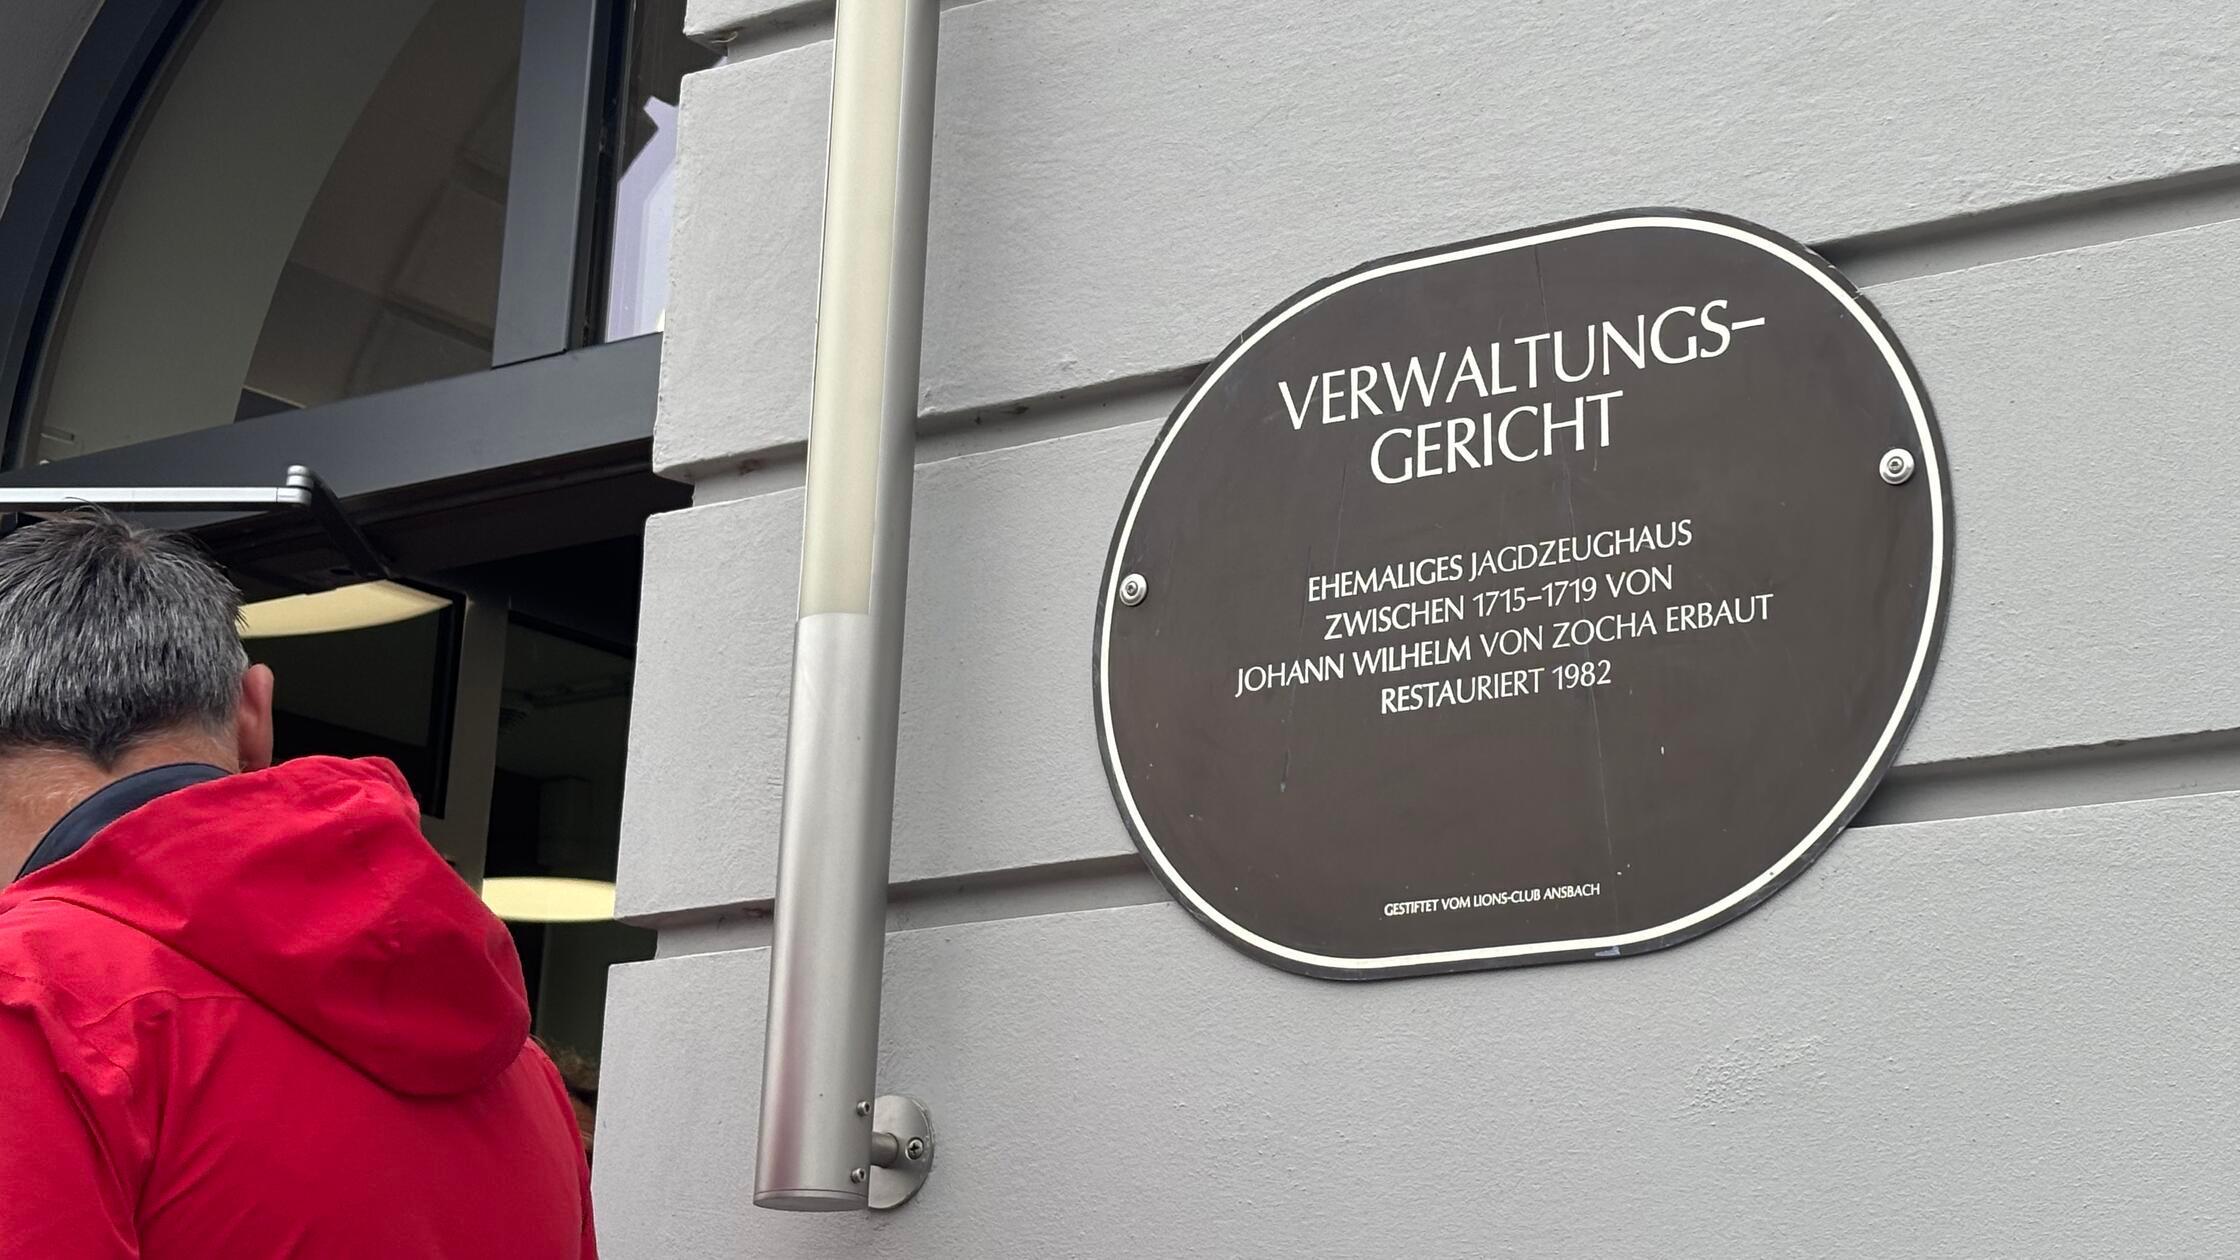 VERWALTUNGS-
GERICHT
EHEMALIGES JAGDZEUGHAUS
ZWISCHEN 1715-1719 VON
JOHANN WILHELM VON ZOCHA ERBAUT
RESTAURIERT 1982
GESTIFTET VOM LIONS-CLUB ANSBACH